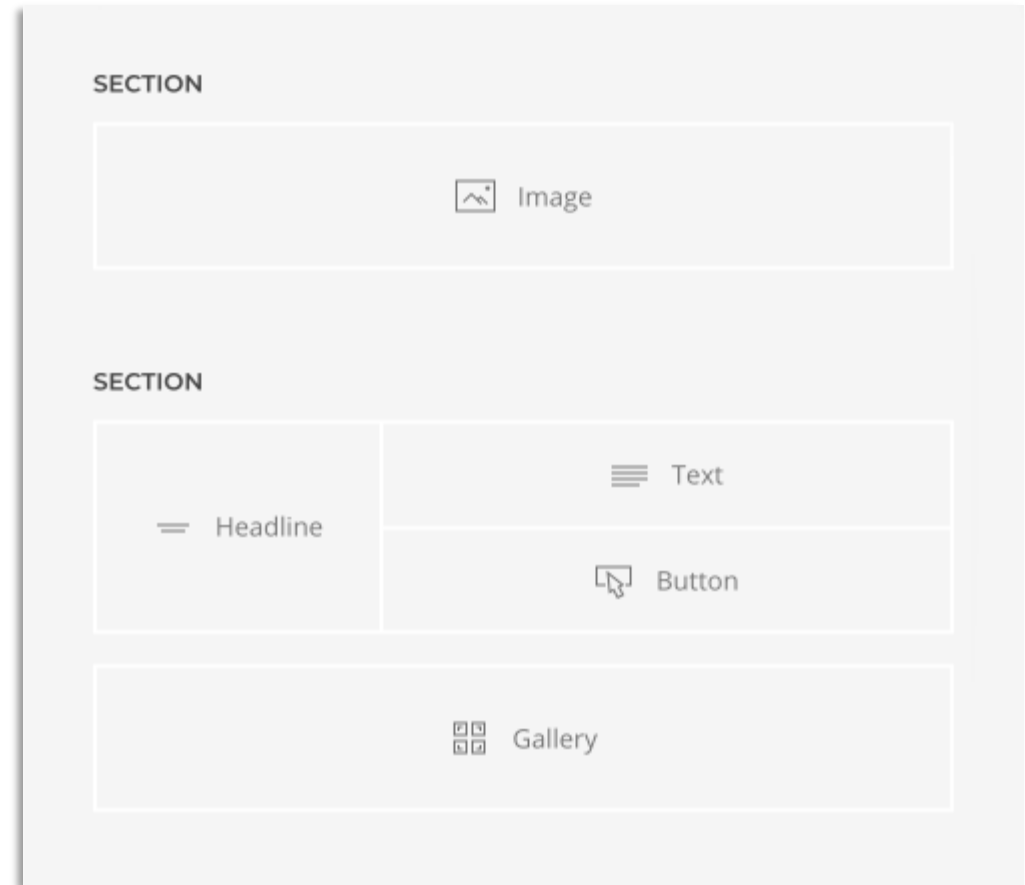 SECTION
Image
SECTION
Headline
Text
Button
Gallery